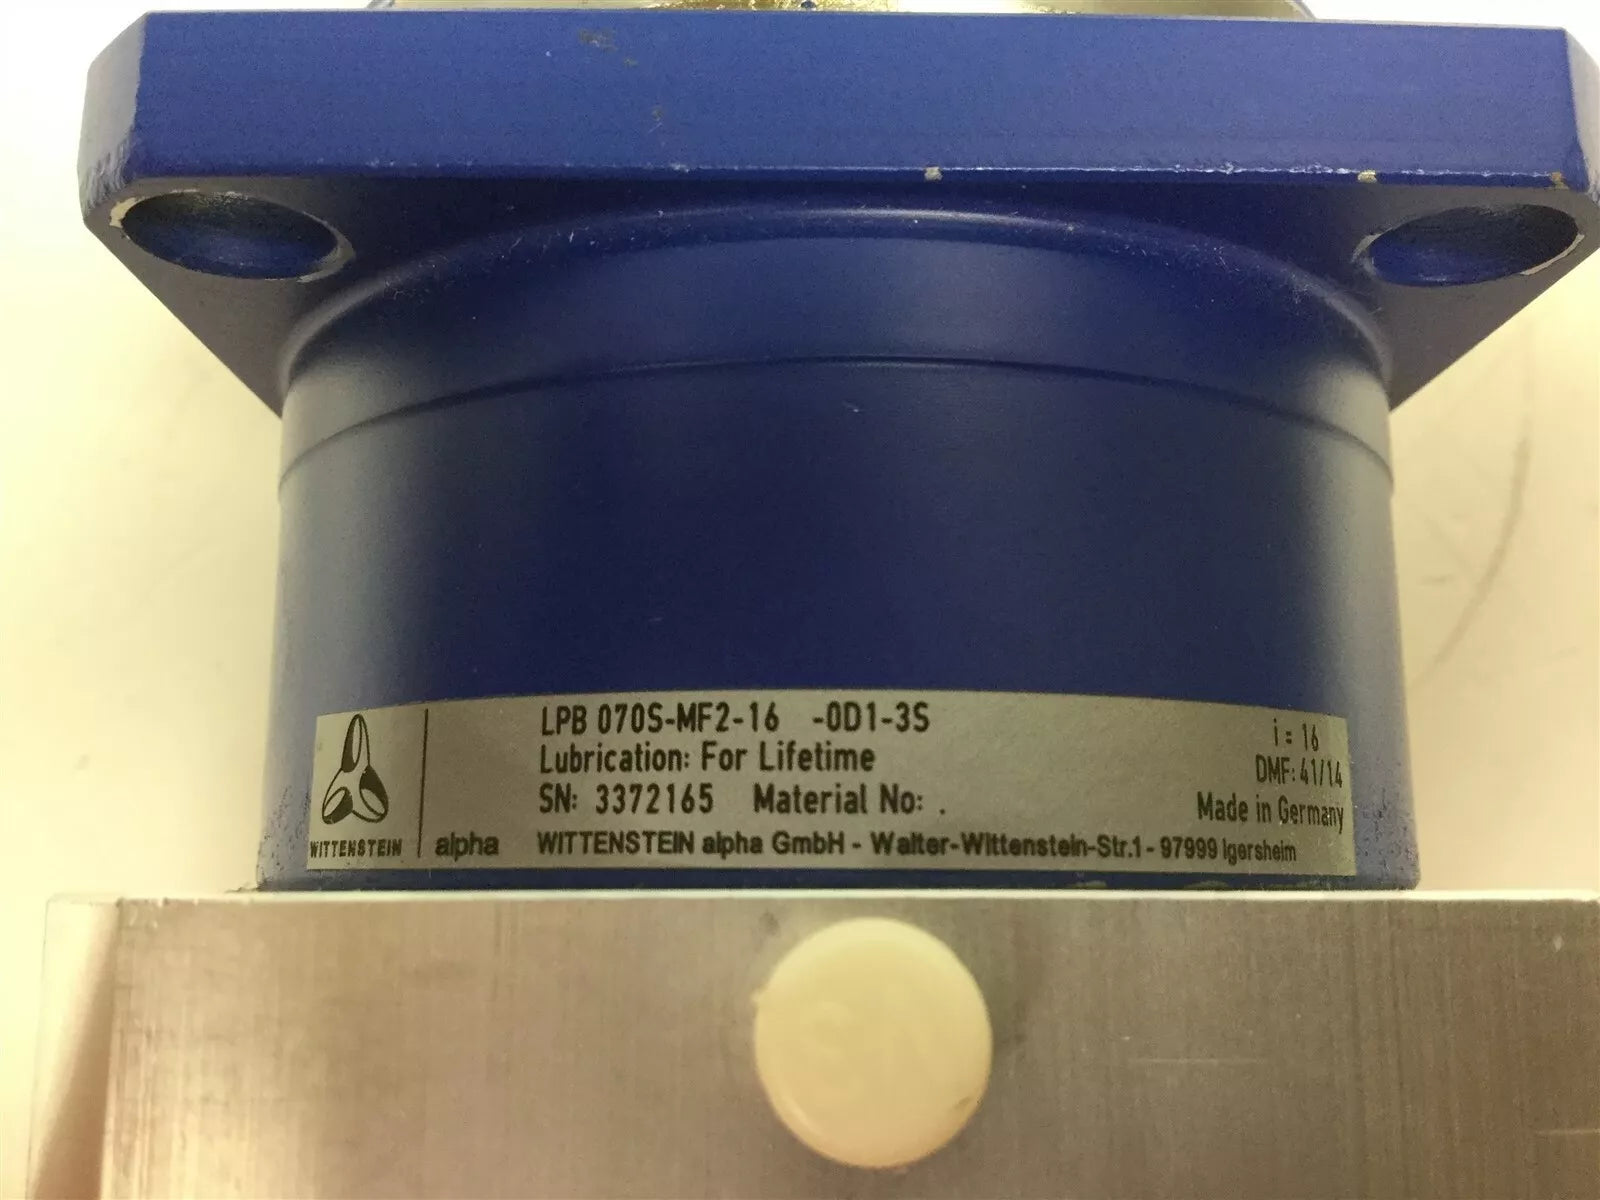 LPB 070S-MF2-16 -0D1-3S
i = 16
Lubrication: For Lifetime
DMF: 41/14
SN: 3372165 Material No: .
Made in Germany
WITTENSTEIN alpha
WITTENSTEIN alpha GmbH - Walter-Wittenstein-Str.1 - 97999 Igersheim
SN